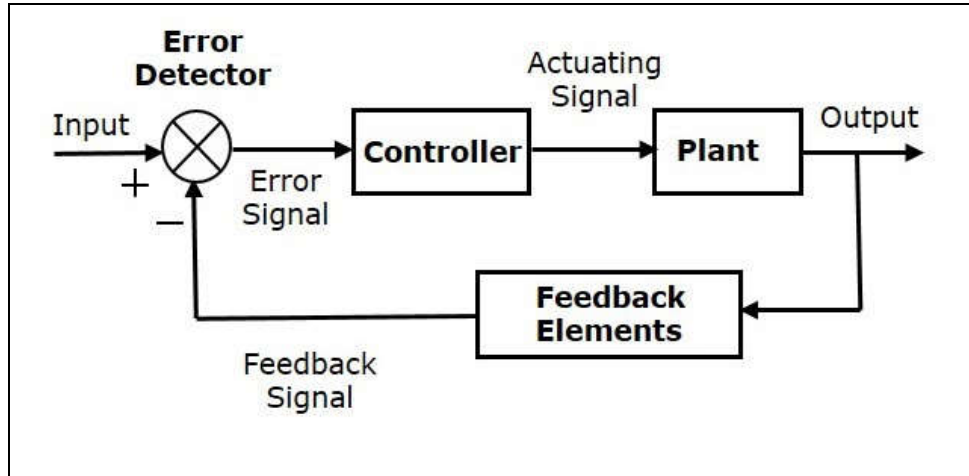 Error
Detector
Actuating
Signal
Input
Output
Controller
Plant
+
Error
Signal
−
Feedback
Elements
Feedback
Signal